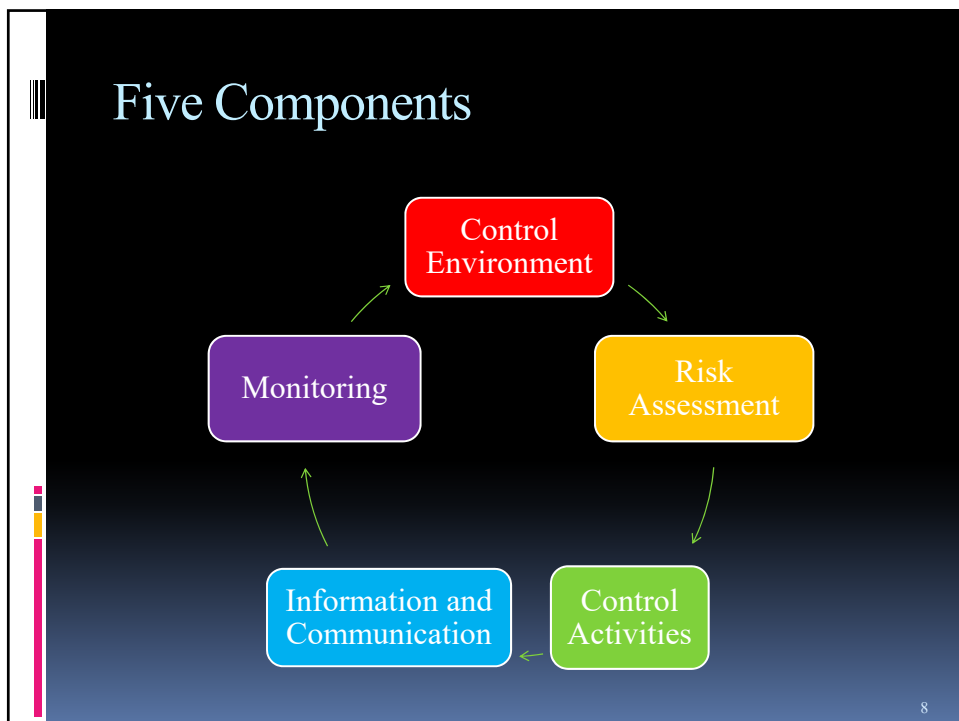 Five Components
Control
Environment
Risk
Assessment
Control
Activities
Information and
Communication
Monitoring
8